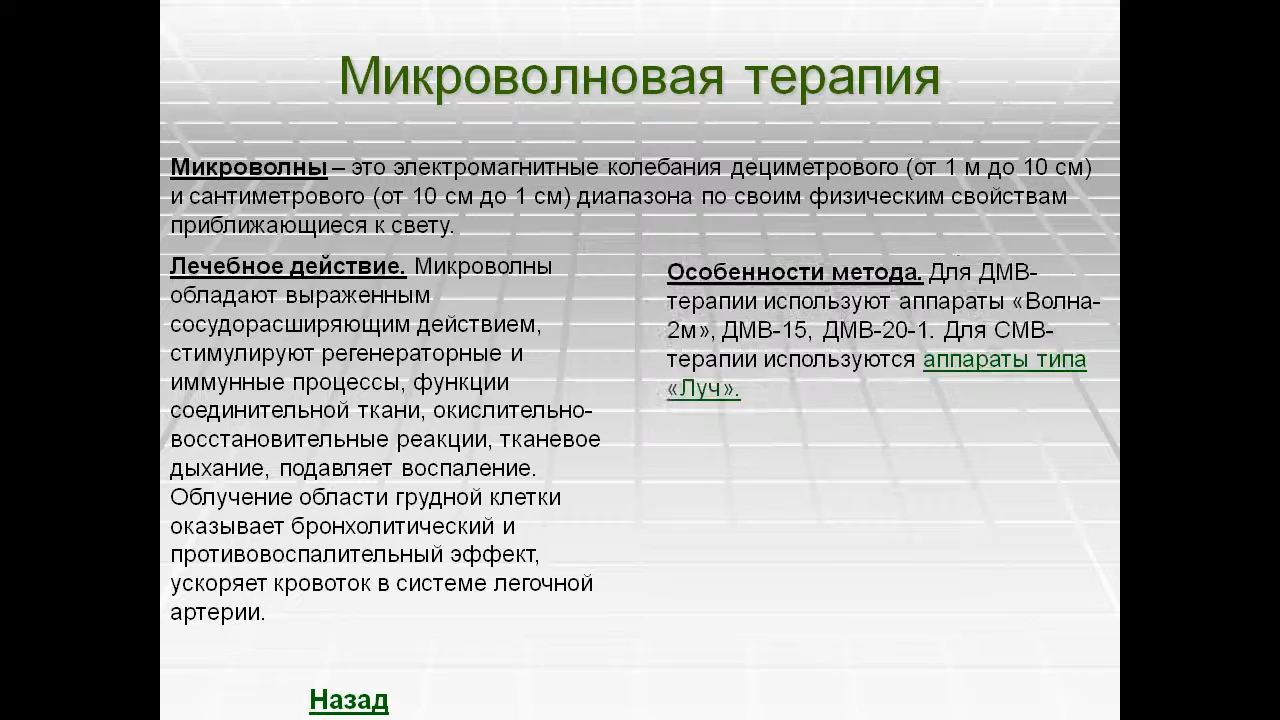 Микроволновая терапия
Микроволны – это электромагнитные колебания дециметрового (от 1 м до 10 см)
и сантиметрового (от 10 см до 1 см) диапазона по своим физическим свойствам
приближающиеся к свету.
Лечебное действие. Микроволны
обладают выраженным
сосудорасширяющим действием,
стимулируют регенераторные и
иммунные процессы, функции
соединительной ткани, окислительно-
восстановительные реакции, тканевое
дыхание, подавляет воспаление.
Облучение области грудной клетки
оказывает бронхолитический и
противовоспалительный эффект,
ускоряет кровоток в системе легочной
артерии.
Особенности метода. Для ДМВ-
терапии используют аппараты «Волна-
2м», ДМВ-15, ДМВ-20-1. Для СМВ-
терапии используются аппараты типа
«Луч».
Назад